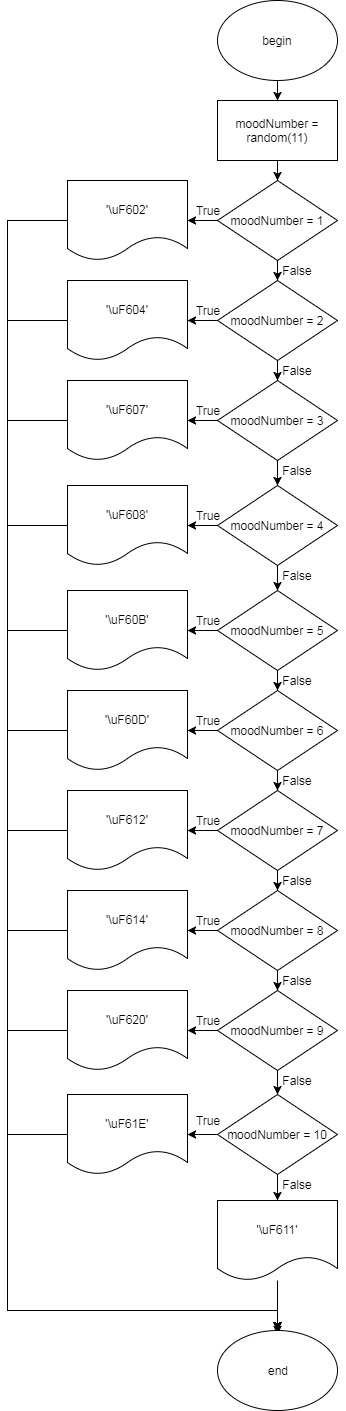 begin
moodNumber =
random(11)
'\uF602'
True
moodNumber = 1
False
'\uF604'
True
moodNumber = 2
False
'\uF607'
True
moodNumber = 3
False
'\uF608'
True
moodNumber = 4
False
'\uF60B'
True
moodNumber = 5
False
'\uF60D'
True
moodNumber = 6
False
'\uF612'
True
moodNumber = 7
False
'\uF614'
True
moodNumber = 8
False
'\uF620'
True
moodNumber = 9
False
'\uF61E'
True
moodNumber = 10
False
'\uF611'
end